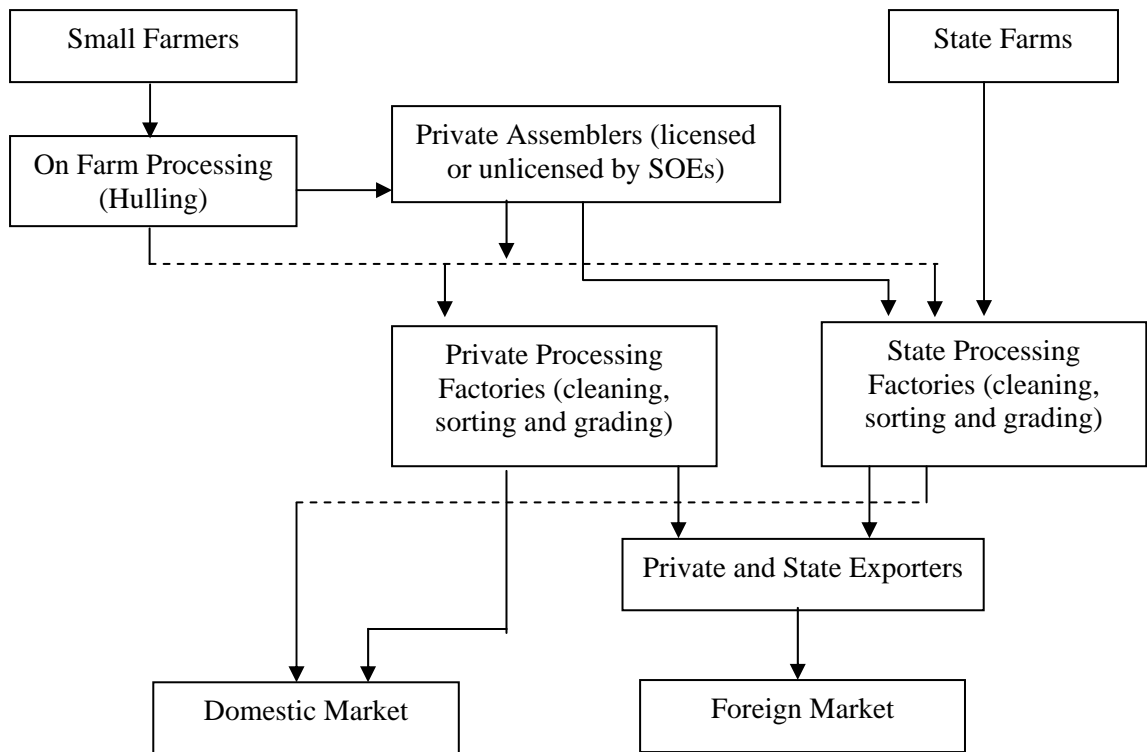 Small Farmers
State Farms
Private Assemblers (licensed
or unlicensed by SOEs)
On Farm Processing
(Hulling)
Private Processing
Factories (cleaning,
sorting and grading)
State Processing
Factories (cleaning,
sorting and grading)
Private and State Exporters
Domestic Market
Foreign Market